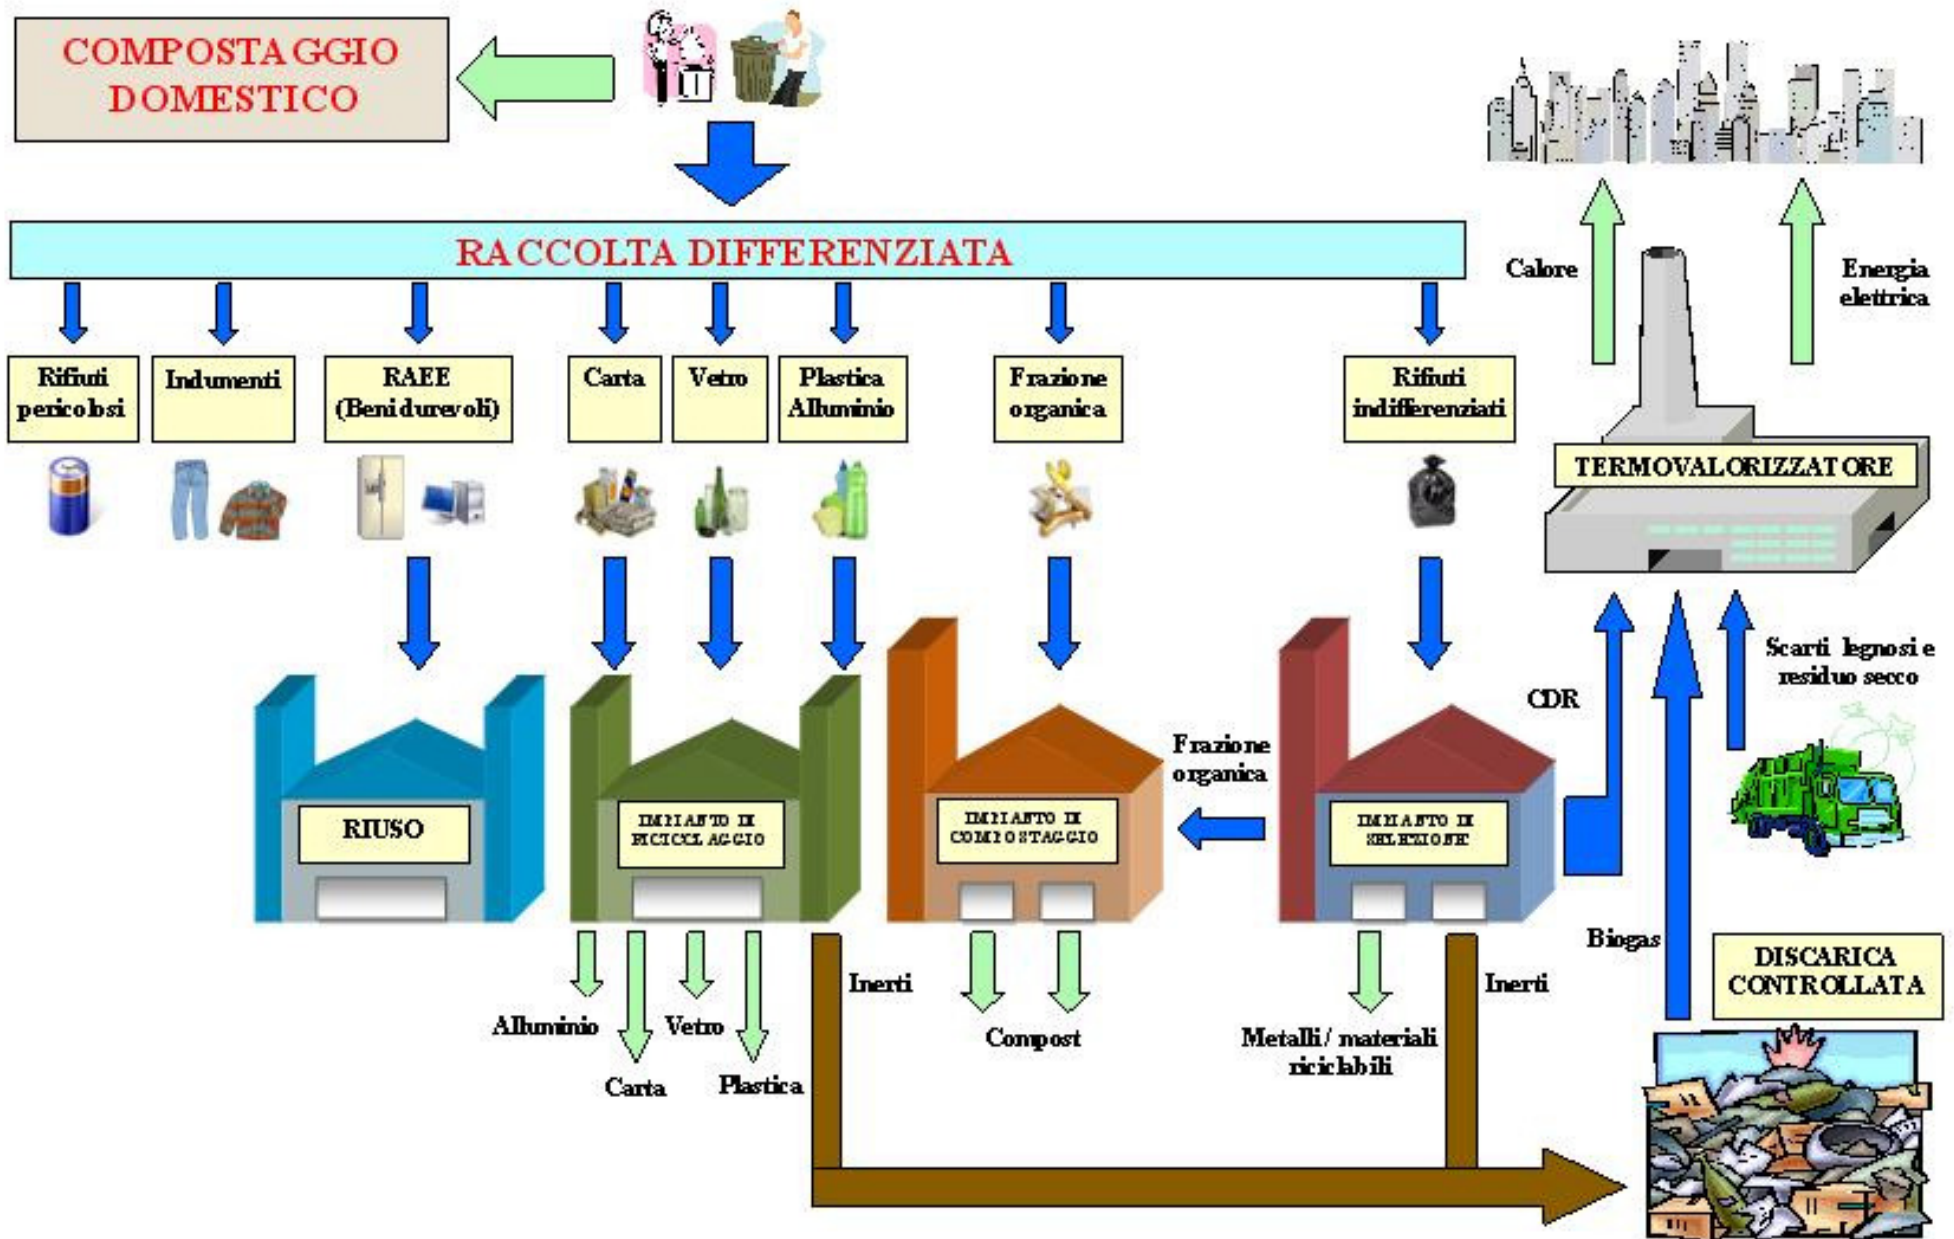 COMPOSTAGGIO
DOMESTICO
RACCOLTA DIFFERENZIATA
Calore
Energia
elettrica
Rifiuti
pericolosi
Indumenti
RAEE
(Beni durevoli)
Carta
Vetro
Plastica
Alluminio
Frazione
organica
Rifiuti
indifferenziati
TERMOVALORIZZATORE
Scarti legnosi e
residuo secco
CDR
Frazione
organica
RIUSO
IMPIANTO DI
RICICLAGGIO
IMPIANTO DI
COMPOSTAGGIO
IMPIANTO DI
SELEZIONE
Biogas
DISCARICA
CONTROLLATA
Inerti
Inerti
Alluminio
Vetro
Compost
Metalli / materiali
riciclabili
Carta
Plastica